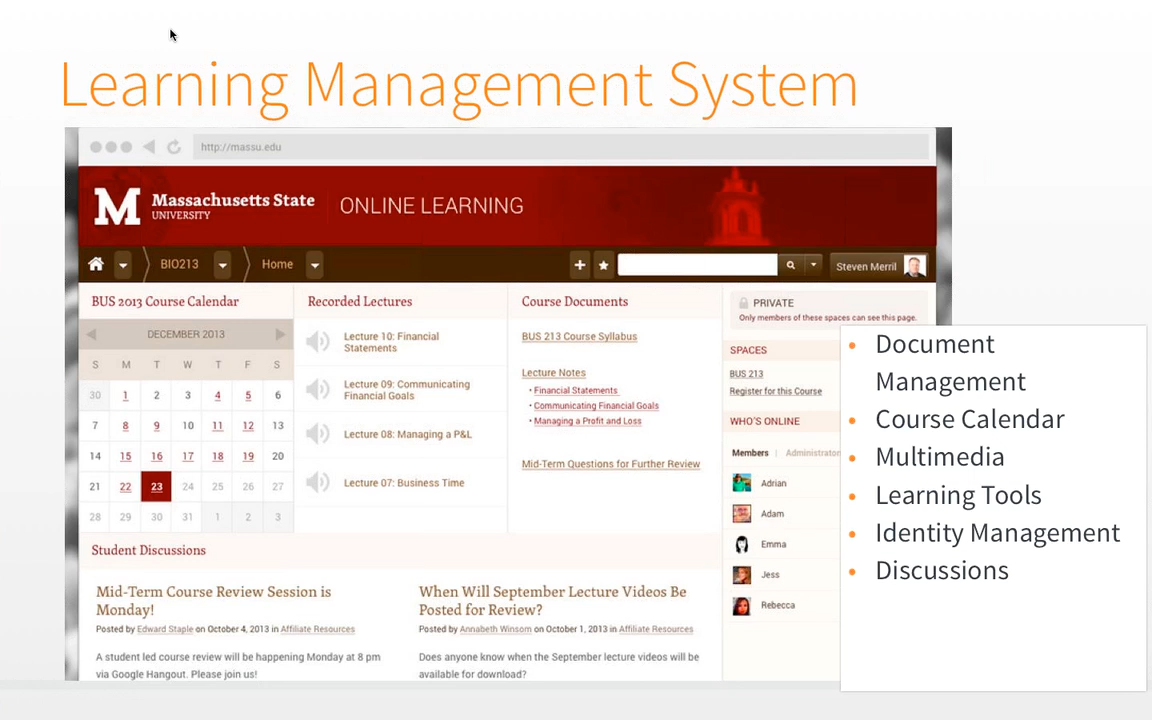 Learning Management System
http://massu.edu
M Massachusetts State
UNIVERSITY
ONLINE LEARNING
BIO213
Home
Steven Merril
BUS 2013 Course Calendar
DECEMBER 2013
S M T W T F S
30 1 2 3 4 5 6
7 8 9 10 11 12 13
14 15 16 17 18 19 20
21 22 23 24 25 26 27
28 29 30 31 1 2 3
Recorded Lectures
Lecture 10: Financial
Statements
Lecture 09: Communicating
Financial Goals
Lecture 08: Managing a P&L
Lecture 07: Business Time
Course Documents
BUS 213 Course Syllabus
Lecture Notes
• Financial Statements
• Communicating Financial Goals
• Managing a Profit and Loss
Mid-Term Questions for Further Review
PRIVATE
Only members of these spaces can see this page.
SPACES
BUS 213
Register for this Course
WHO'S ONLINE
Members | Administrator
Adrian
Adam
Emma
Jess
Rebecca
Student Discussions
Mid-Term Course Review Session is
Monday!
Posted by Edward Staple on October 4, 2013 in Affiliate Resources
A student led course review will be happening Monday at 8 pm
via Google Hangout. Please join us!
When Will September Lecture Videos Be
Posted for Review?
Posted by Annabeth Winsom on October 1, 2013 in Affiliate Resources
Does anyone know when the September lecture videos will be
available for download?
• Document
Management
• Course Calendar
• Multimedia
• Learning Tools
• Identity Management
• Discussions